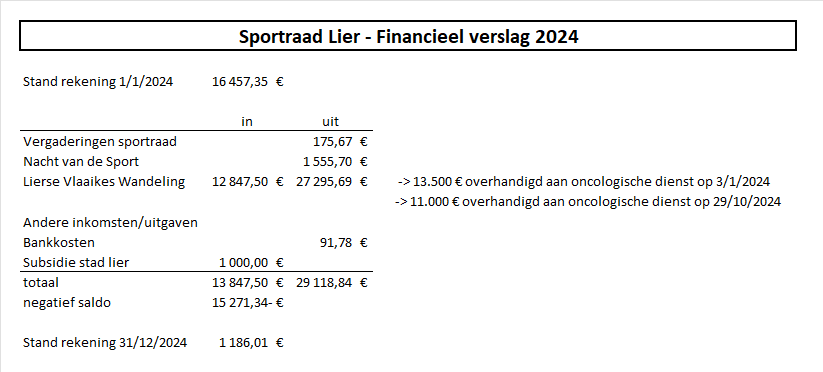 Sportraad Lier - Financieel verslag 2024
Stand rekening 1/1/2024 16 457,35 €
in uit
Vergaderingen sportraad 175,67 €
Nacht van de Sport 1 555,70 €
Lierse Vlaaikes Wandeling 12 847,50 € 27 295,69 € -> 13.500 € overhandigd aan oncologische dienst op 3/1/2024
-> 11.000 € overhandigd aan oncologische dienst op 29/10/2024
Andere inkomsten/uitgaven
Bankkosten 91,78 €
Subsidie stad lier 1 000,00 €
totaal 13 847,50 € 29 118,84 €
negatief saldo 15 271,34- €
Stand rekening 31/12/2024 1 186,01 €